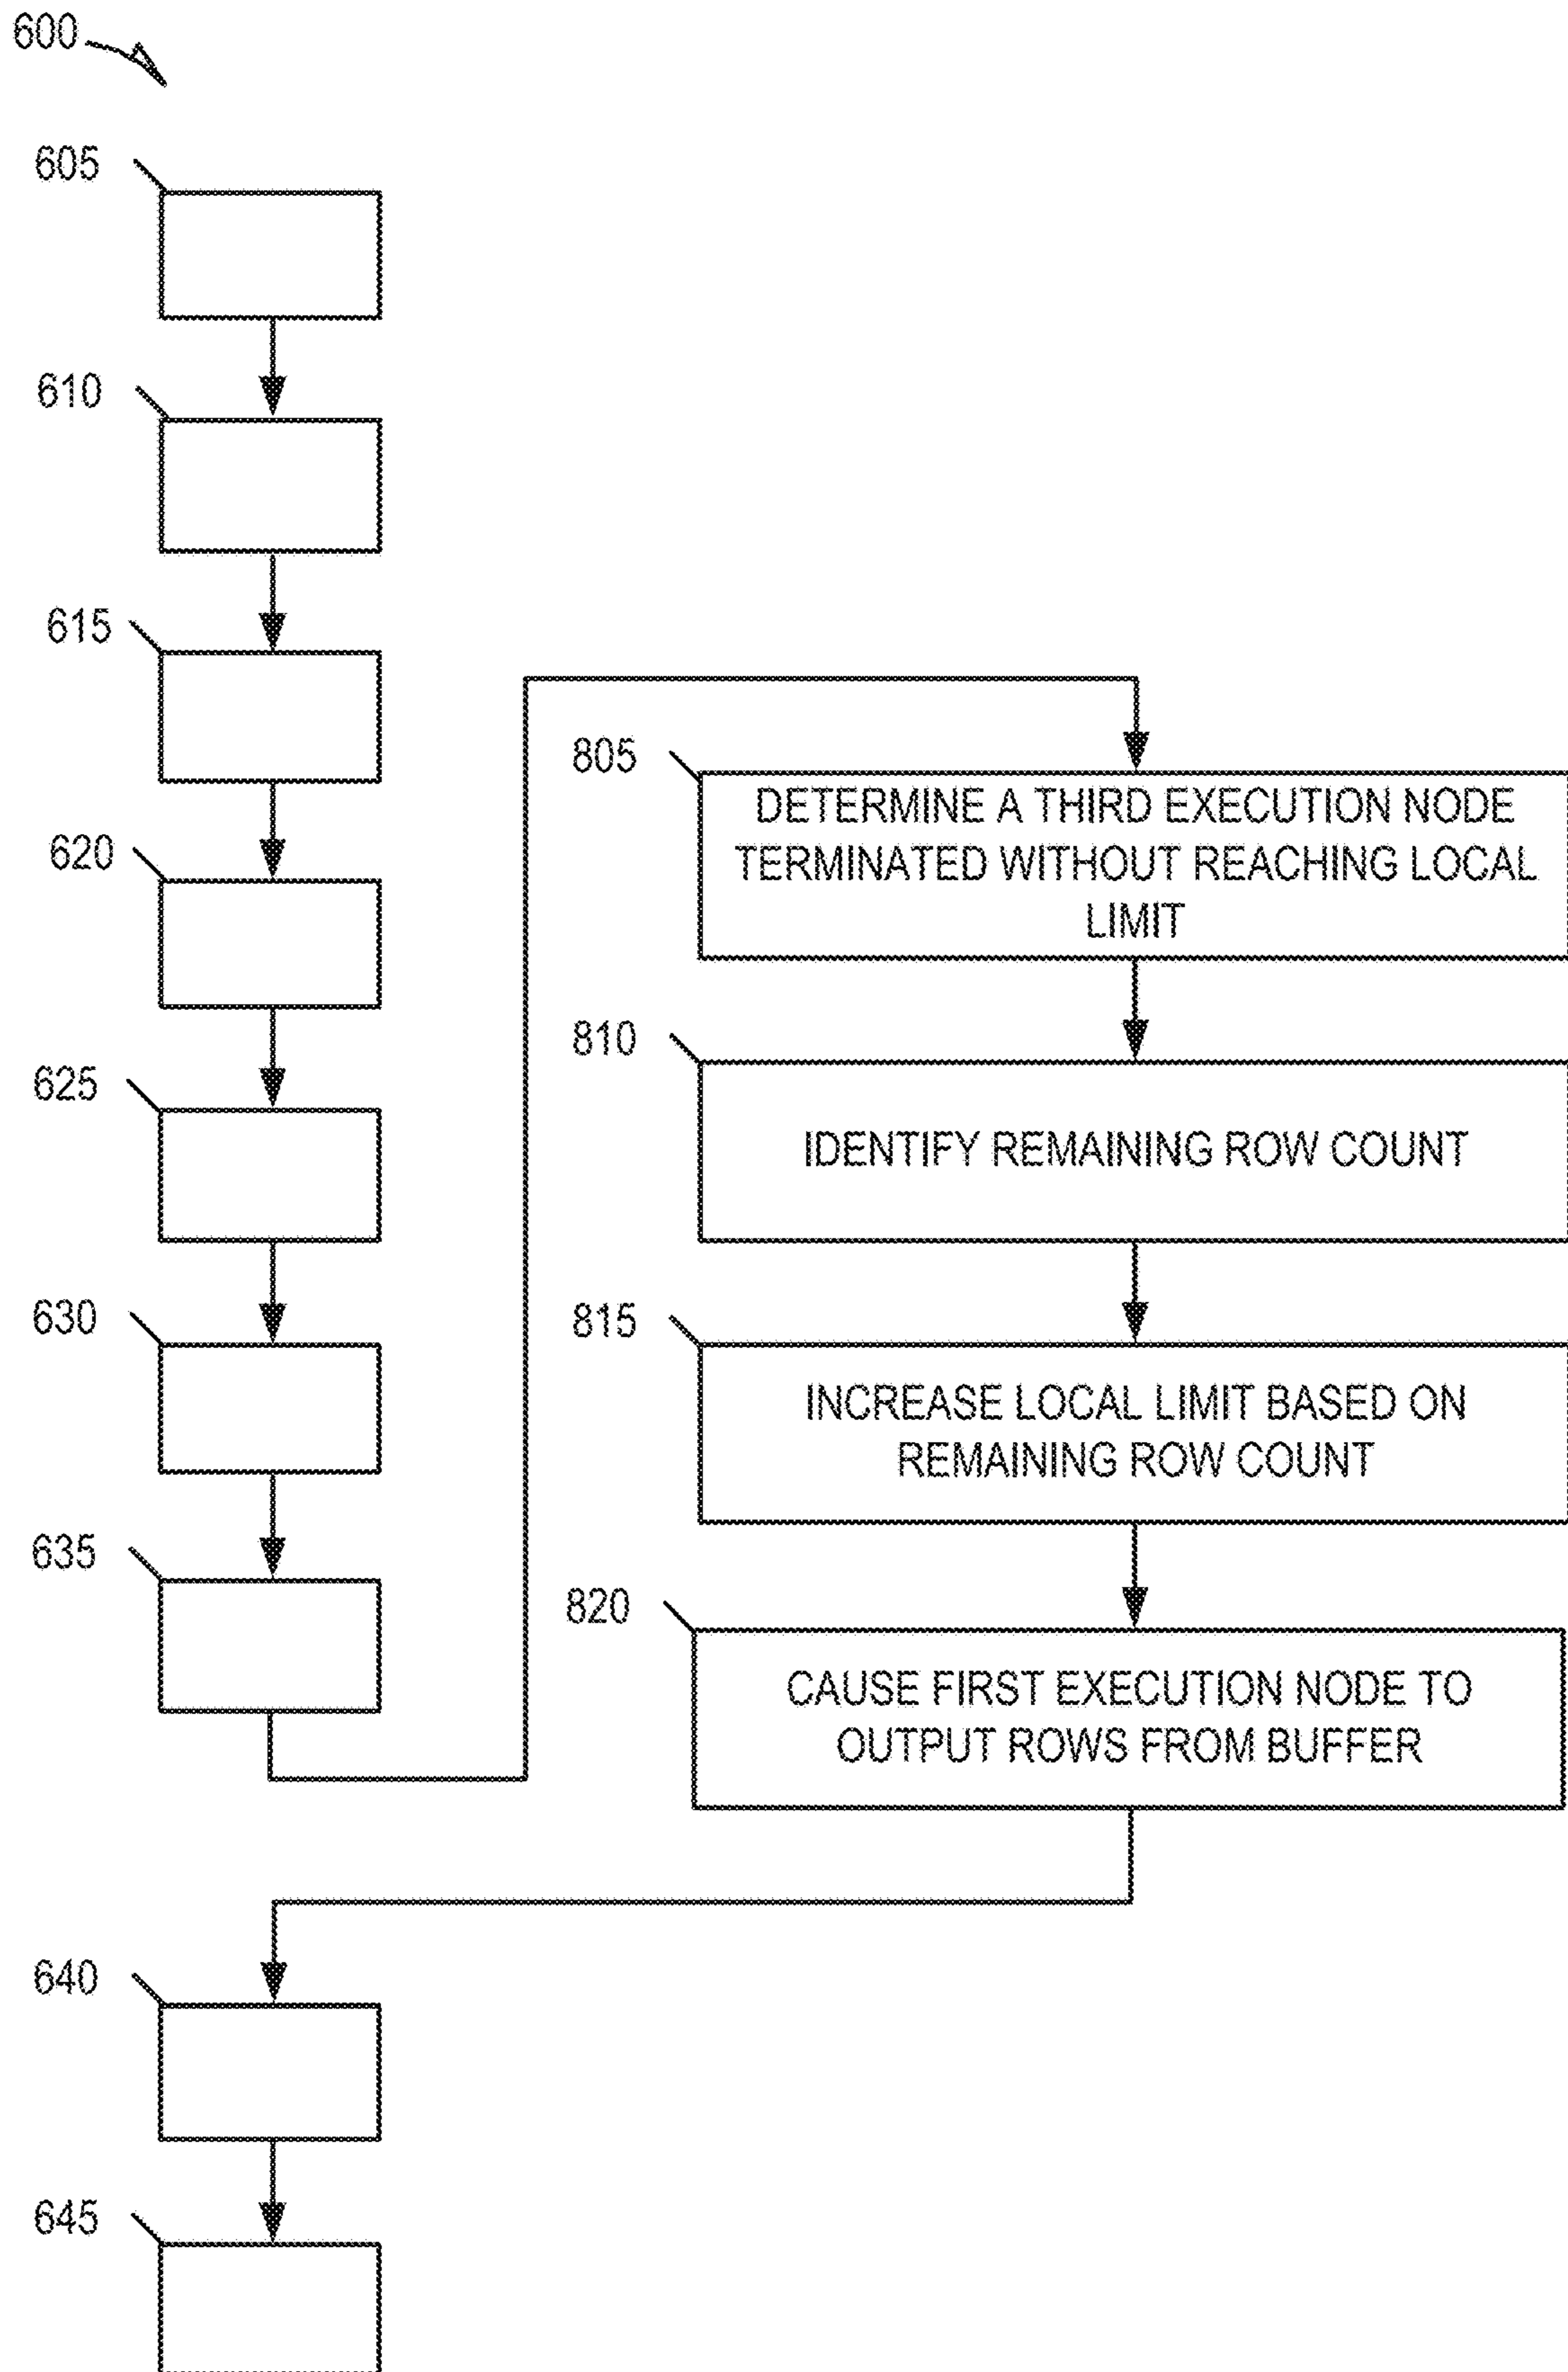 600
605
610
615
620
625
630
635
805
DETERMINE A THIRD EXECUTION NODE
TERMINATED WITHOUT REACHING LOCAL
LIMIT
810
IDENTIFY REMAINING ROW COUNT
815
INCREASE LOCAL LIMIT BASED ON
REMAINING ROW COUNT
820
CAUSE FIRST EXECUTION NODE TO
OUTPUT ROWS FROM BUFFER
640
645